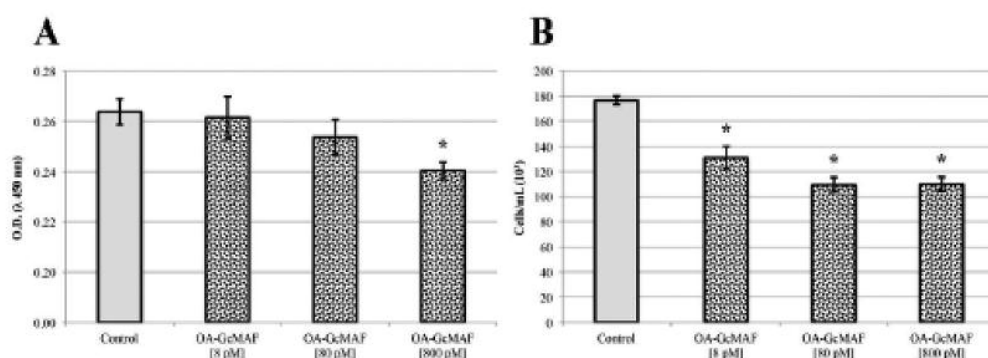 A
0.28
0.26
0.24
0.22
0.20
0.00
O.D. (λ 450 nm)
*
Control
OA-GcMAF
[8 pM]
OA-GcMAF
[80 pM]
OA-GcMAF
[800 pM]
B
200
180
160
140
120
100
80
60
40
20
0
Cells/mL (10³)
*
*
*
Control
OA-GcMAF
[8 pM]
OA-GcMAF
[80 pM]
OA-GcMAF
[800 pM]